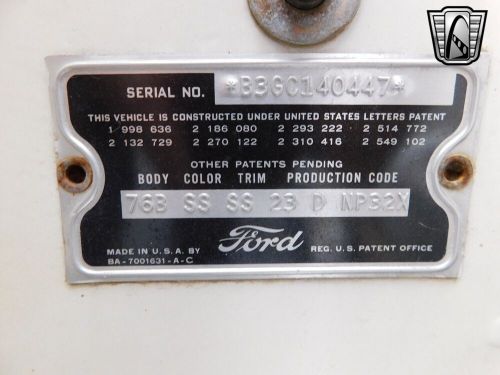 SERIAL NO. *B3GC140447*
THIS VEHICLE IS CONSTRUCTED UNDER UNITED STATES LETTERS PATENT
1 998 636 2 186 080 2 293 222 2 514 772
2 132 729 2 270 122 2 310 416 2 549 102
OTHER PATENTS PENDING
BODY COLOR TRIM PRODUCTION CODE
76B SS SS 23 D NP32X
MADE IN U.S.A. BY Ford REG. U.S. PATENT OFFICE
BA-7001631-A-C